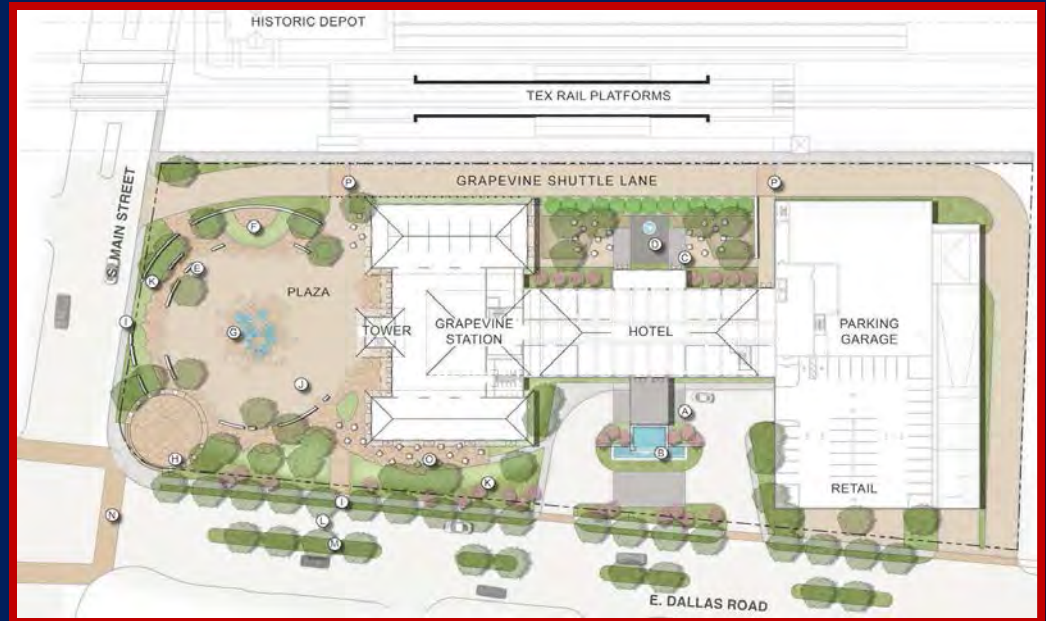 HISTORIC DEPOT
TEX RAIL PLATFORMS
S. MAIN STREET
P
GRAPEVINE SHUTTLE LANE
P
F
D
C
E
K
PLAZA
I
G
TOWER
GRAPEVINE
STATION
HOTEL
PARKING
GARAGE
J
A
B
H
O
K
RETAIL
I
N
L
M
E. DALLAS ROAD